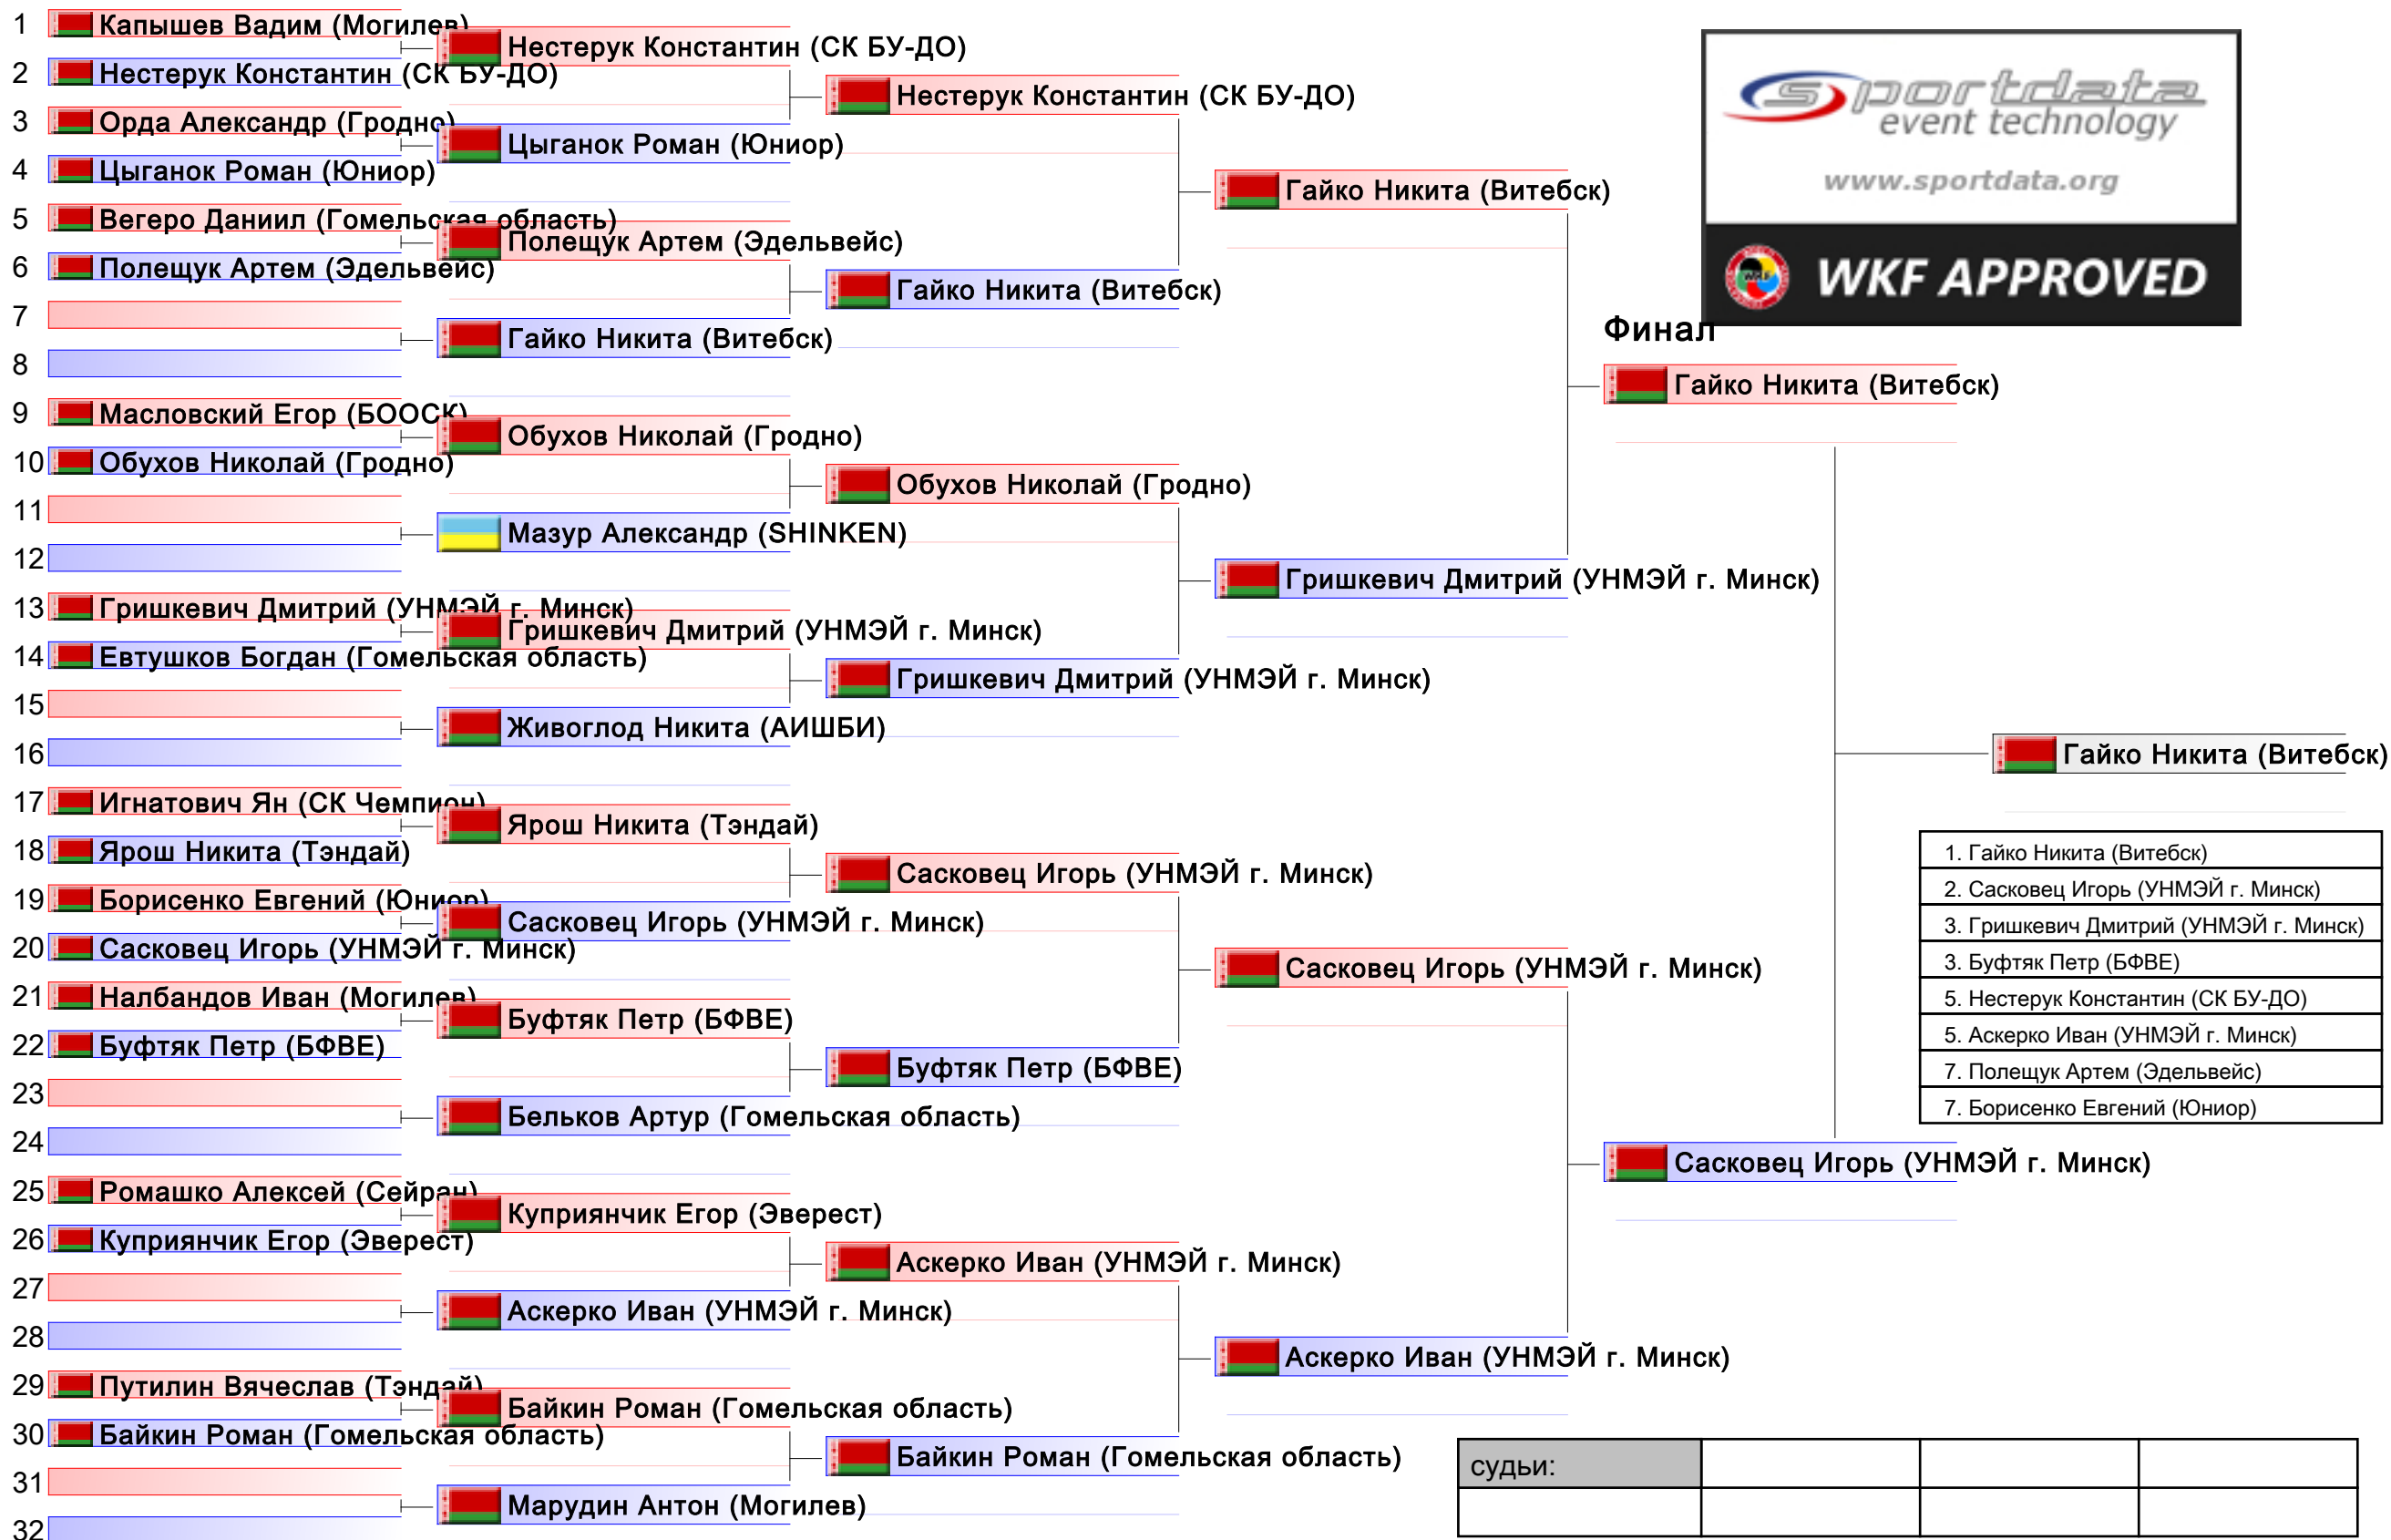 1 Капышев Вадим (Могилев)
2 Нестерук Константин (СК БУ-ДО)
3 Орда Александр (Гродно)
4 Цыганок Роман (Юниор)
5 Вегеро Даниил (Гомельская область)
6 Полещук Артем (Эдельвейс)
7
8
9 Масловский Егор (БООСК)
10 Обухов Николай (Гродно)
11
12
13 Гришкевич Дмитрий (УНМЭЙ г. Минск)
14 Евтушков Богдан (Гомельская область)
15
16
17 Игнатович Ян (СК Чемпион)
18 Ярош Никита (Тэндай)
19 Борисенко Евгений (Юниор)
20 Сасковец Игорь (УНМЭЙ г. Минск)
21 Налбандов Иван (Могилев)
22 Буфтяк Петр (БФВЕ)
23
24
25 Ромашко Алексей (Сейран)
26 Куприянчик Егор (Эверест)
27
28
29 Путилин Вячеслав (Тэндай)
30 Байкин Роман (Гомельская область)
31
32
Нестерук Константин (СК БУ-ДО)
Цыганок Роман (Юниор)
Полещук Артем (Эдельвейс)
Гайко Никита (Витебск)
Обухов Николай (Гродно)
Мазур Александр (SHINKEN)
Гришкевич Дмитрий (УНМЭЙ г. Минск)
Живоглод Никита (АИШБИ)
Ярош Никита (Тэндай)
Сасковец Игорь (УНМЭЙ г. Минск)
Буфтяк Петр (БФВЕ)
Бельков Артур (Гомельская область)
Куприянчик Егор (Эверест)
Аскерко Иван (УНМЭЙ г. Минск)
Байкин Роман (Гомельская область)
Марудин Антон (Могилев)
Нестерук Константин (СК БУ-ДО)
Гайко Никита (Витебск)
Обухов Николай (Гродно)
Гришкевич Дмитрий (УНМЭЙ г. Минск)
Сасковец Игорь (УНМЭЙ г. Минск)
Буфтяк Петр (БФВЕ)
Аскерко Иван (УНМЭЙ г. Минск)
Байкин Роман (Гомельская область)
Гайко Никита (Витебск)
Гришкевич Дмитрий (УНМЭЙ г. Минск)
Сасковец Игорь (УНМЭЙ г. Минск)
Аскерко Иван (УНМЭЙ г. Минск)
sportdata
event technology
www.sportdata.org
WKF
WKF APPROVED
Финал
Гайко Никита (Витебск)
Сасковец Игорь (УНМЭЙ г. Минск)
Гайко Никита (Витебск)
1. Гайко Никита (Витебск)
2. Сасковец Игорь (УНМЭЙ г. Минск)
3. Гришкевич Дмитрий (УНМЭЙ г. Минск)
3. Буфтяк Петр (БФВЕ)
5. Нестерук Константин (СК БУ-ДО)
5. Аскерко Иван (УНМЭЙ г. Минск)
7. Полещук Артем (Эдельвейс)
7. Борисенко Евгений (Юниор)
судьи: